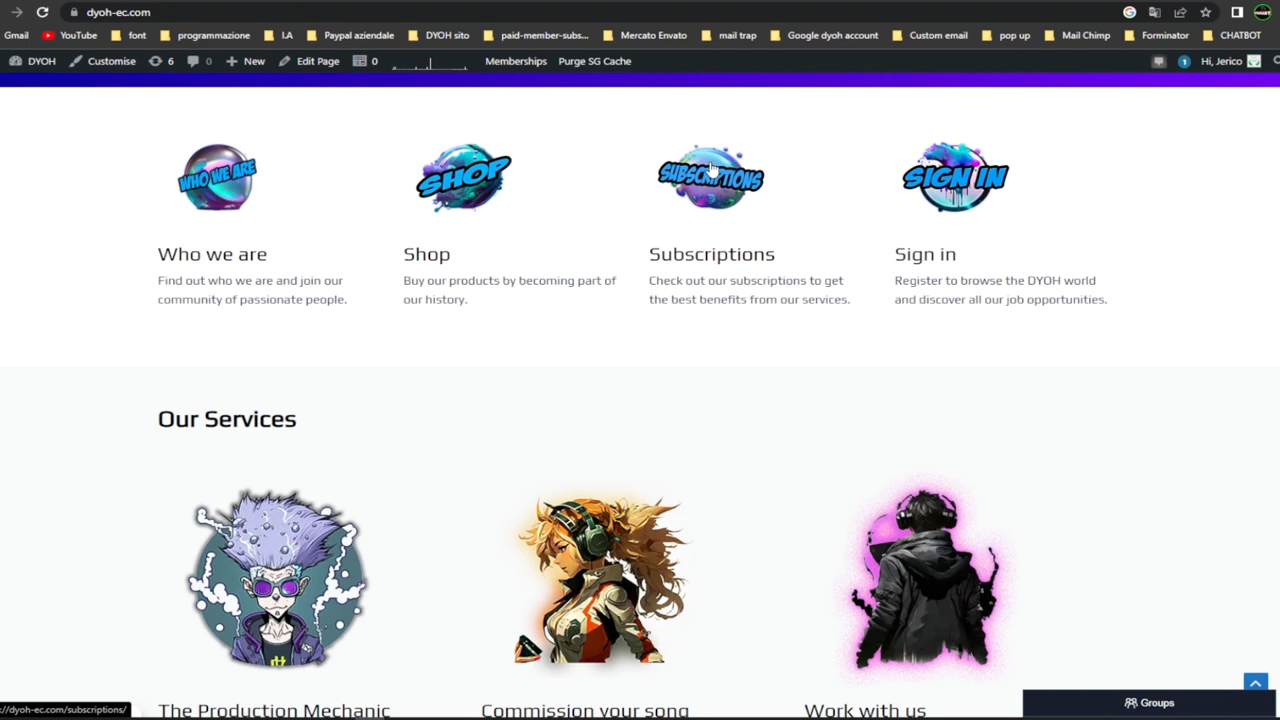 dyoh-ec.com
Gmail YouTube font programmazione I.A Paypal aziendale DYOH sito paid-member-subs... Mercato Envato mail trap Google dyoh account Custom email pop up Mail Chimp Forminator CHATBOT
DYOH Customise 6 0 New Edit Page 0 Memberships Purge SG Cache 1 Hi, Jerico
WHO WE ARE SHOP SUBSCRIPTIONS SIGN IN
Who we are Shop Subscriptions Sign in
Find out who we are and join our Buy our products by becoming part of Check out our subscriptions to get Register to browse the DYOH world
community of passionate people. our history. the best benefits from our services. and discover all our job opportunities.
Our Services
The Production Mechanic Commission your song Work with us
Groups
://dyoh-ec.com/subscriptions/